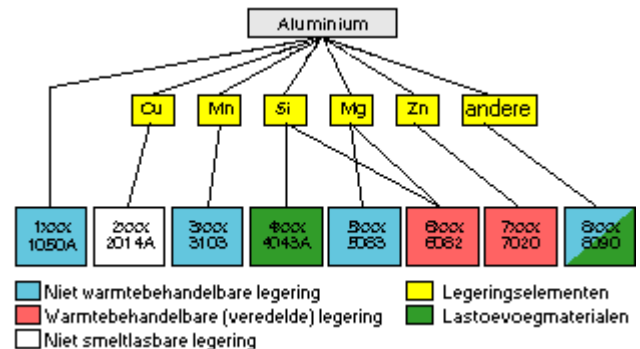 Aluminium
Cu Mn Si Mg Zn andere
1xxx 2xxx 3xxx 4xxx 5xxx 6xxx 7xxx 8xxx
1050A 2014A 3103 4043A 5083 6082 7020 8090
Niet warmtebehandelbare legering
Warmtebehandelbare (veredelde) legering
Niet smeltlasbare legering
Legeringselementen
Lastoevoegmaterialen